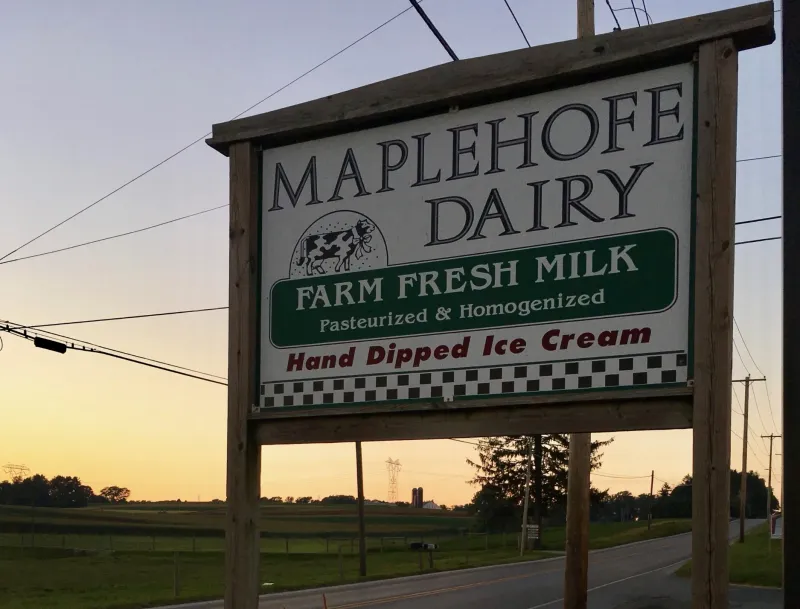 MAPLEHOFE
DAIRY
FARM FRESH MILK
Pasteurized & Homogenized
Hand Dipped Ice Cream